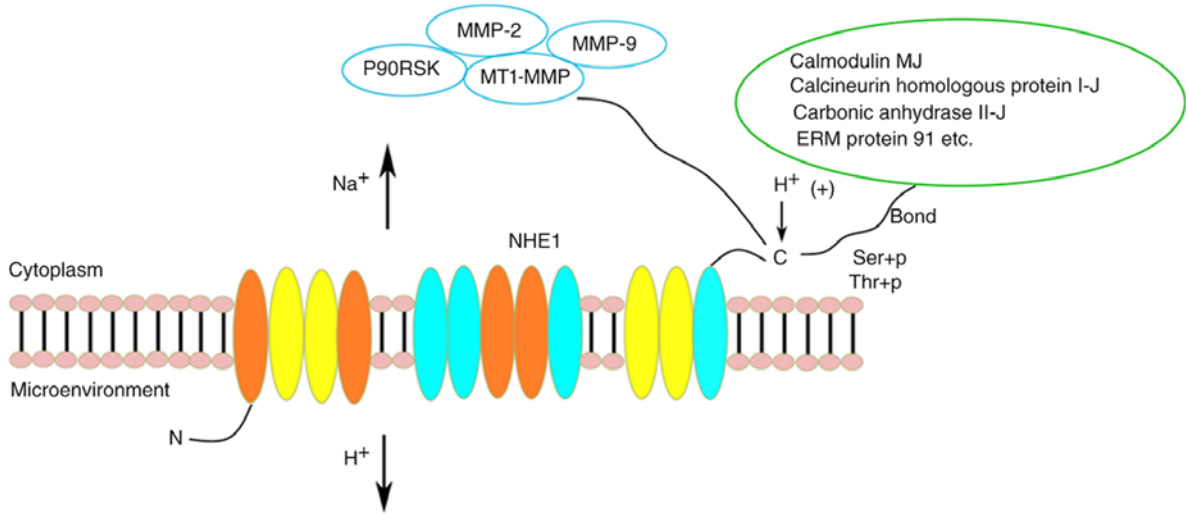 MMP-2
MMP-9
P90RSK
MT1-MMP
Calmodulin MJ
Calcineurin homologous protein I-J
Carbonic anhydrase II-J
ERM protein 91 etc.
Na⁺
H⁺ (+)
Bond
NHE1
C
Ser+p
Thr+p
Cytoplasm
Microenvironment
N
H⁺